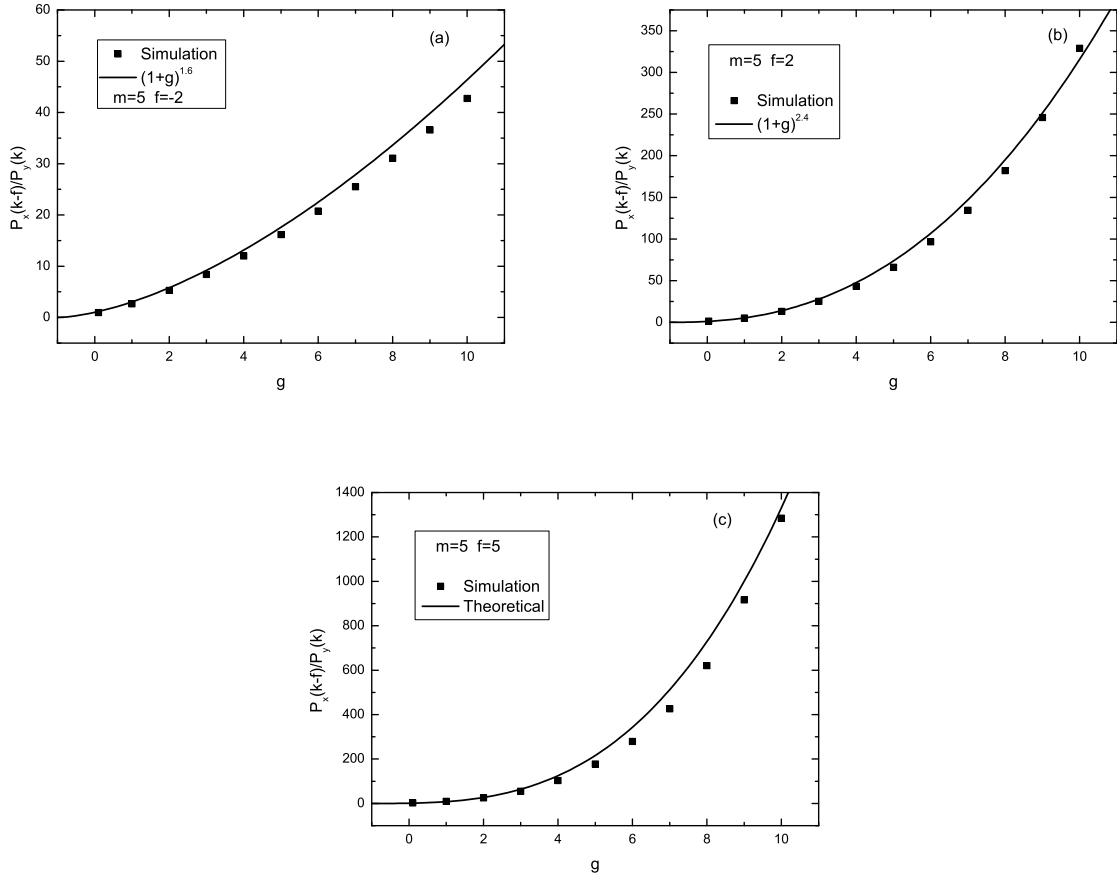 (a)
Simulation
(1+g)^1.6
m=5 f=-2
P_x(k-f)/P_y(k)
60
50
40
30
20
10
0
0 2 4 6 8 10
g
(b)
m=5 f=2
Simulation
(1+g)^2.4
P_x(k-f)/P_y(k)
350
300
250
200
150
100
50
0
0 2 4 6 8 10
g
(c)
m=5 f=5
Simulation
Theoretical
P_x(k-f)/P_y(k)
1400
1200
1000
800
600
400
200
0
0 2 4 6 8 10
g